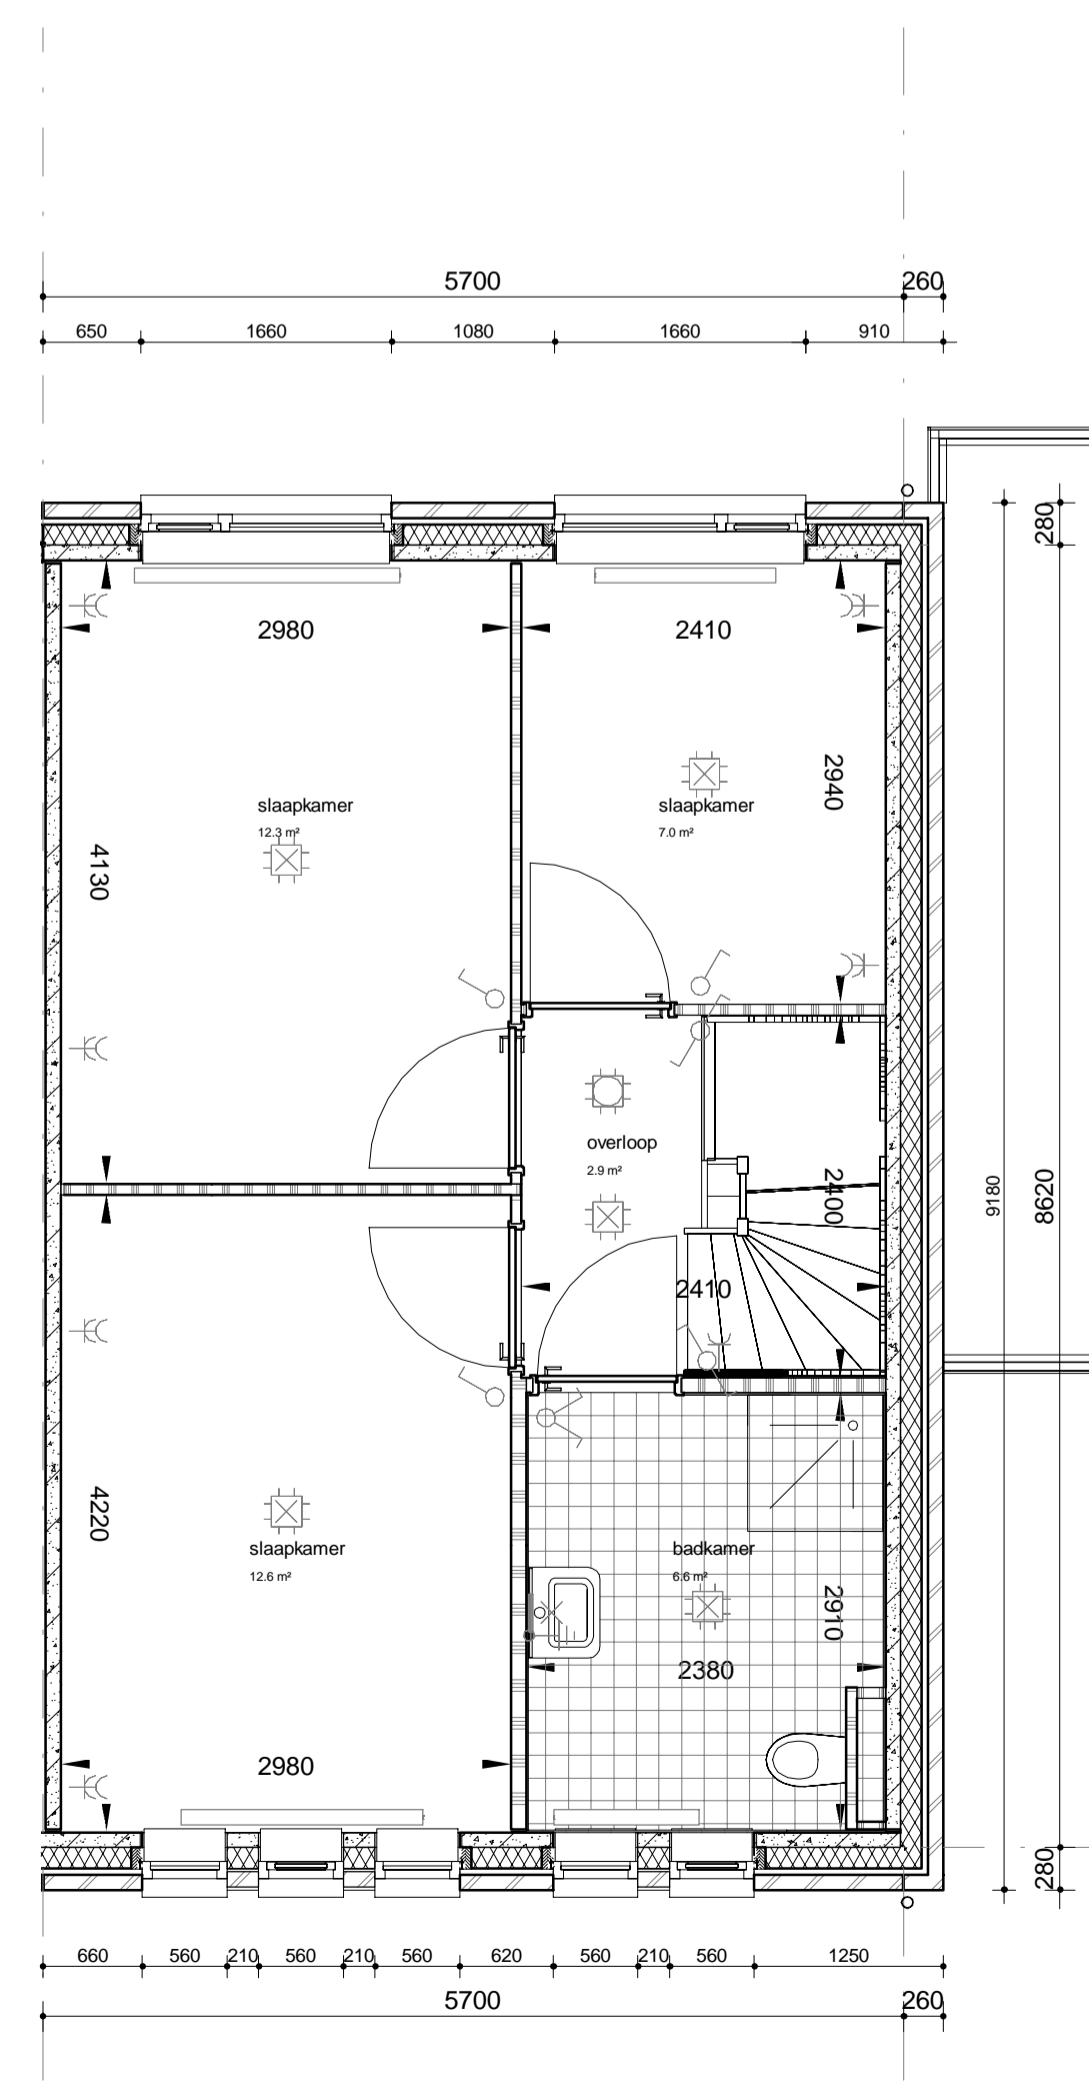 5700 260
650 1660 1080 1660 910
280
2980 2410
2940
slaapkamer slaapkamer
12.3 m² 7.0 m²
4130
overloop
2.9 m²
2400
9180 8620
2410
4220
slaapkamer badkamer
12.6 m² 6.6 m²
2910
2380
2980
280
660 560 210 560 210 560 620 560 210 560 1250
5700 260